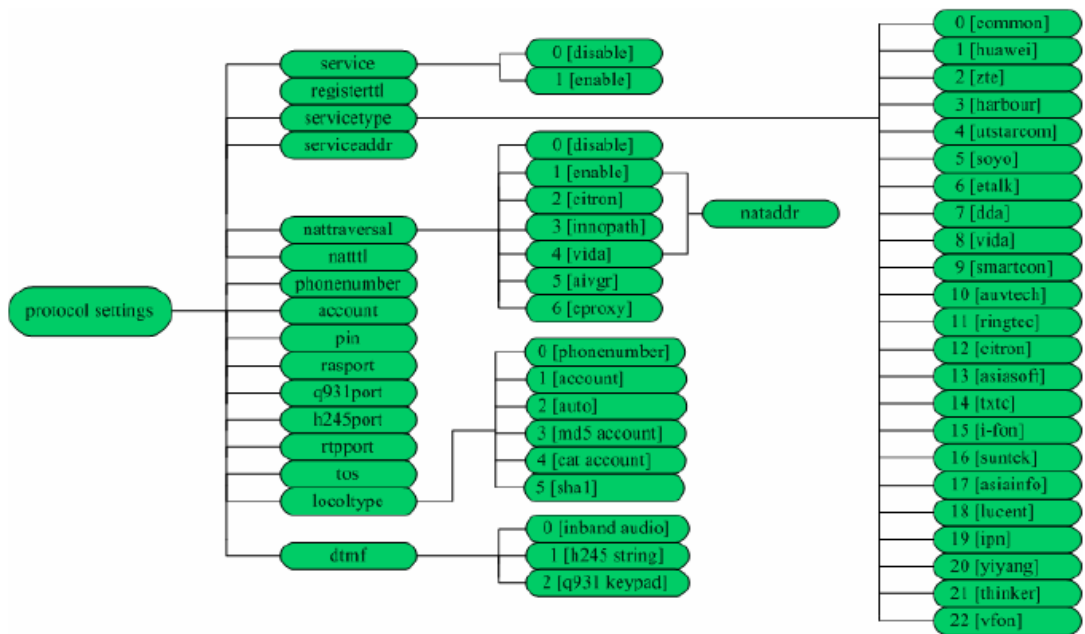 protocol settings
service
registerttl
servicetype
serviceaddr
nattraversal
natttl
phonenumber
account
pin
rasport
q931port
h245port
rtpport
tos
localtype
dtmf
0 [disable]
1 [enable]
0 [disable]
1 [enable]
2 [citron]
3 [innopath]
4 [vida]
5 [aivgr]
6 [eproxy]
nataddr
0 [phonenumber]
1 [account]
2 [auto]
3 [md5 account]
4 [cat account]
5 [sha1]
0 [inband audio]
1 [h245 string]
2 [q931 keypad]
0 [common]
1 [huawei]
2 [zte]
3 [harbour]
4 [utstarcom]
5 [soyo]
6 [etalk]
7 [dda]
8 [vida]
9 [smartcon]
10 [auvtech]
11 [ringtec]
12 [citron]
13 [asiasoft]
14 [txtc]
15 [i-fon]
16 [suntek]
17 [asiainfo]
18 [lucent]
19 [ipn]
20 [yiyang]
21 [thinker]
22 [vfon]